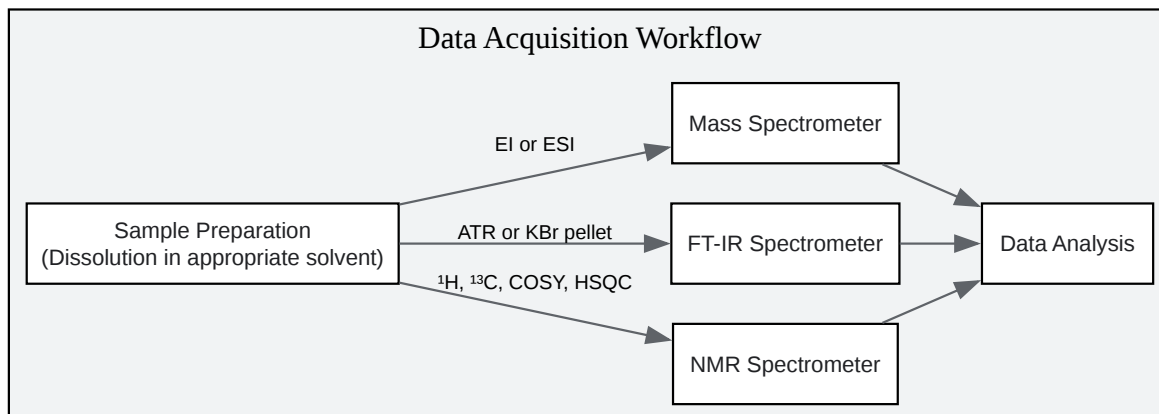 Data Acquisition Workflow
Mass Spectrometer
EI or ESI
Sample Preparation
(Dissolution in appropriate solvent)
ATR or KBr pellet
FT-IR Spectrometer
Data Analysis
¹H, ¹³C, COSY, HSQC
NMR Spectrometer